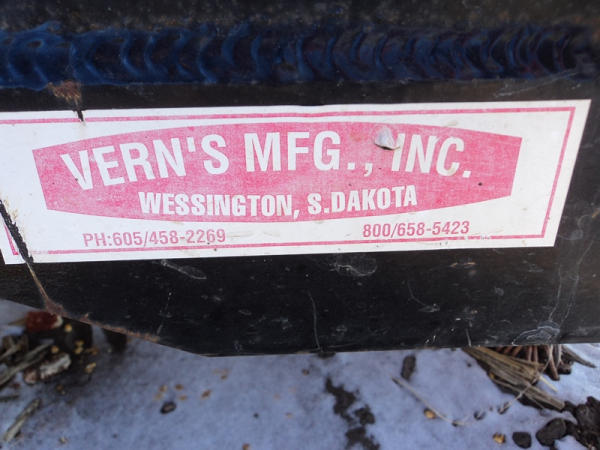 VERN'S MFG., INC.
WESSINGTON, S.DAKOTA
PH:605/458-2269 800/658-5423